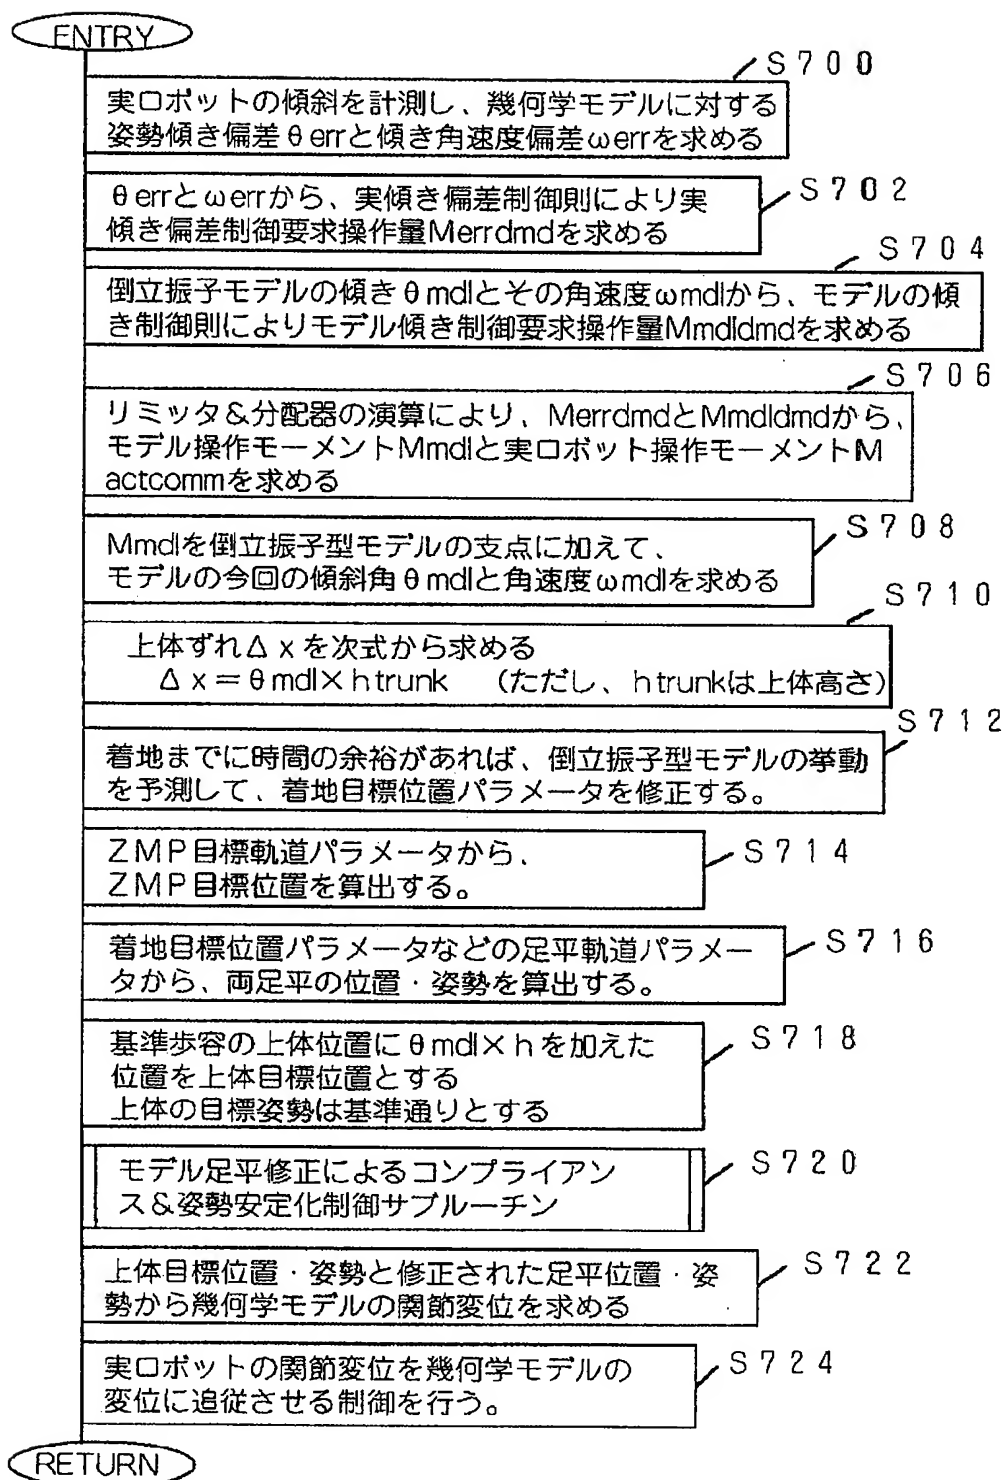 ENTRY
S700
実ロボットの傾斜を計測し、幾何学モデルに対する
姿勢傾き偏差θerrと傾き角速度偏差ωerrを求める
S702
θerrとωerrから、実傾き偏差制御則により実
傾き偏差制御要求操作量Merrdmdを求める
S704
倒立振子モデルの傾きθmdlとその角速度ωmdlから、モデルの傾
き制御則によりモデル傾き制御要求操作量Mmdldmdを求める
S706
リミッタ&分配器の演算により、MerrdmdとMmdldmdから、
モデル操作モーメントMmdlと実ロボット操作モーメントM
actcommを求める
S708
Mmdlを倒立振子型モデルの支点に加えて、
モデルの今回の傾斜角θmdlと角速度ωmdlを求める
S710
上体ずれΔxを次式から求める
Δx=θmdl×htrunk (ただし、htrunkは上体高さ)
S712
着地までに時間の余裕があれば、倒立振子型モデルの挙動
を予測して、着地目標位置パラメータを修正する。
S714
ZMP目標軌道パラメータから、
ZMP目標位置を算出する。
S716
着地目標位置パラメータなどの足平軌道パラメー
タから、両足平の位置・姿勢を算出する。
S718
基準歩容の上体位置にθmdl×hを加えた
位置を上体目標位置とする
上体の目標姿勢は基準通りとする
S720
モデル足平修正によるコンプライアン
ス&姿勢安定化制御サブルーチン
S722
上体目標位置・姿勢と修正された足平位置・姿
勢から幾何学モデルの関節変位を求める
S724
実ロボットの関節変位を幾何学モデルの
変位に追従させる制御を行う。
RETURN